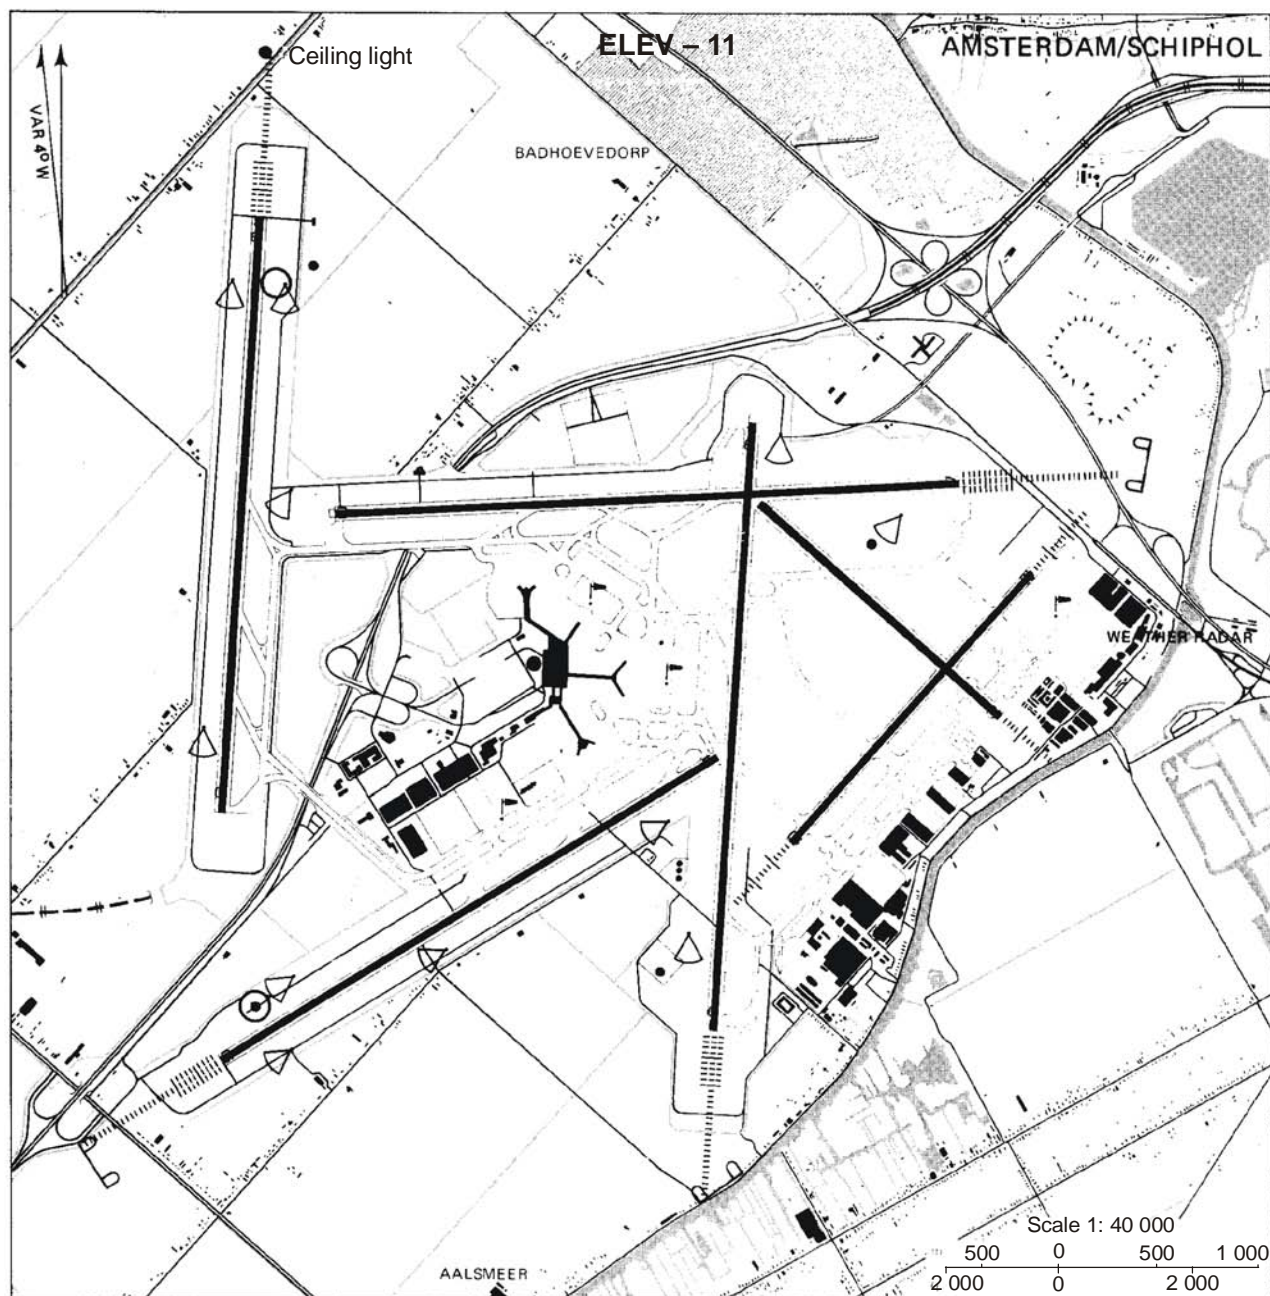 ELEV – 11
AMSTERDAM/SCHIPHOL
Ceiling light
VAR 4º W
BADHOEVEDORP
WEATHER RADAR
Scale 1: 40 000
500 0 500 1 000
2 000 0 2 000
AALSMEER